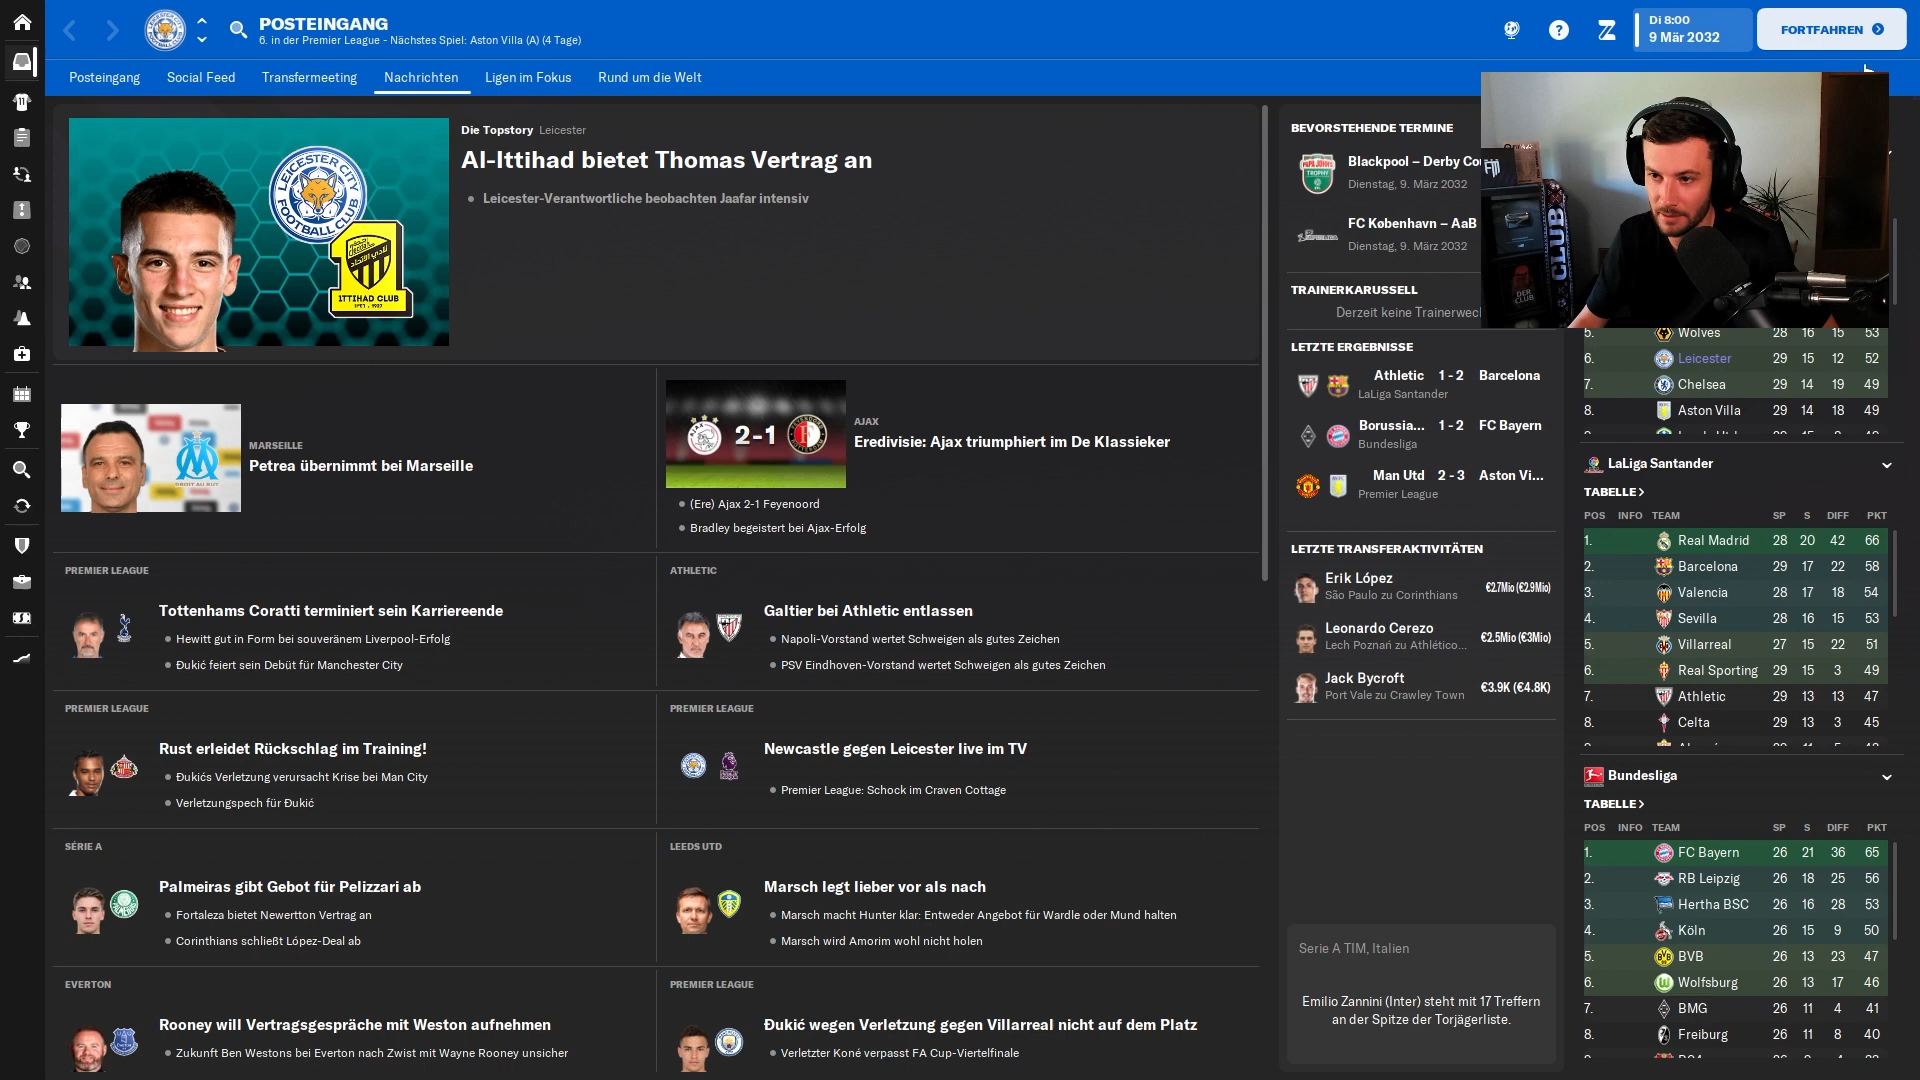 POSTEINGANG
6. in der Premier League - Nächstes Spiel: Aston Villa (A) (4 Tage)
Di 8:00
9 Mär 2032
FORTFAHREN
Posteingang
Social Feed
Transfermeeting
Nachrichten
Ligen im Fokus
Rund um die Welt
Die Topstory Leicester
Al-Ittihad bietet Thomas Vertrag an
Leicester-Verantwortliche beobachten Jaafar intensiv
LEICESTER CITY
FOOTBALL CLUB
ITTIHAD CLUB
MARSEILLE
Petrea übernimmt bei Marseille
2-1
AJAX
Eredivisie: Ajax triumphiert im De Klassieker
(Ere) Ajax 2-1 Feyenoord
Bradley begeistert bei Ajax-Erfolg
PREMIER LEAGUE
Tottenhams Coratti terminiert sein Karriereende
Hewitt gut in Form bei souveränem Liverpool-Erfolg
Đukić feiert sein Debüt für Manchester City
ATHLETIC
Galtier bei Athletic entlassen
Napoli-Vorstand wertet Schweigen als gutes Zeichen
PSV Eindhoven-Vorstand wertet Schweigen als gutes Zeichen
PREMIER LEAGUE
Rust erleidet Rückschlag im Training!
Đukićs Verletzung verursacht Krise bei Man City
Verletzungspech für Đukić
PREMIER LEAGUE
Newcastle gegen Leicester live im TV
Premier League: Schock im Craven Cottage
SÉRIE A
Palmeiras gibt Gebot für Pelizzari ab
Fortaleza bietet Newertton Vertrag an
Corinthians schließt López-Deal ab
LEEDS UTD
Marsch legt lieber vor als nach
Marsch macht Hunter klar: Entweder Angebot für Wardle oder Mund halten
Marsch wird Amorim wohl nicht holen
EVERTON
Rooney will Vertragsgespräche mit Weston aufnehmen
Zukunft Ben Westons bei Everton nach Zwist mit Wayne Rooney unsicher
PREMIER LEAGUE
Đukić wegen Verletzung gegen Villarreal nicht auf dem Platz
Verletzter Koné verpasst FA Cup-Viertelfinale
BEVORSTEHENDE TERMINE
Blackpool – Derby Co
Dienstag, 9. März 2032
FC København – AaB
Dienstag, 9. März 2032
TRAINERKARUSSELL
Derzeit keine Trainerwec
LETZTE ERGEBNISSE
Athletic 1 - 2 Barcelona
LaLiga Santander
Borussia... 1 - 2 FC Bayern
Bundesliga
Man Utd 2 - 3 Aston Vi...
Premier League
LETZTE TRANSFERAKTIVITÄTEN
Erik López
São Paulo zu Corinthians
€2.7Mio (€2.9Mio)
Leonardo Cerezo
Lech Poznań zu Athlético...
€2.5Mio (€3Mio)
Jack Bycroft
Port Vale zu Crawley Town
€3.9K (€4.8K)
Serie A TIM, Italien
Emilio Zannini (Inter) steht mit 17 Treffern
an der Spitze der Torjägerliste.
CLUB
DER
CLUB
5. Wolves 28 16 15 53
6. Leicester 29 15 12 52
7. Chelsea 29 14 19 49
8. Aston Villa 29 14 18 49
LaLiga Santander
TABELLE
POS INFO TEAM SP S DIFF PKT
1. Real Madrid 28 20 42 66
2. Barcelona 29 17 22 58
3. Valencia 28 17 18 54
4. Sevilla 28 16 15 53
5. Villarreal 27 15 22 51
6. Real Sporting 29 15 3 49
7. Athletic 29 13 13 47
8. Celta 29 13 3 45
Bundesliga
TABELLE
POS INFO TEAM SP S DIFF PKT
1. FC Bayern 26 21 36 65
2. RB Leipzig 26 18 25 56
3. Hertha BSC 26 16 28 53
4. Köln 26 15 9 50
5. BVB 26 13 23 47
6. Wolfsburg 26 13 17 46
7. BMG 26 11 4 41
8. Freiburg 26 11 8 40